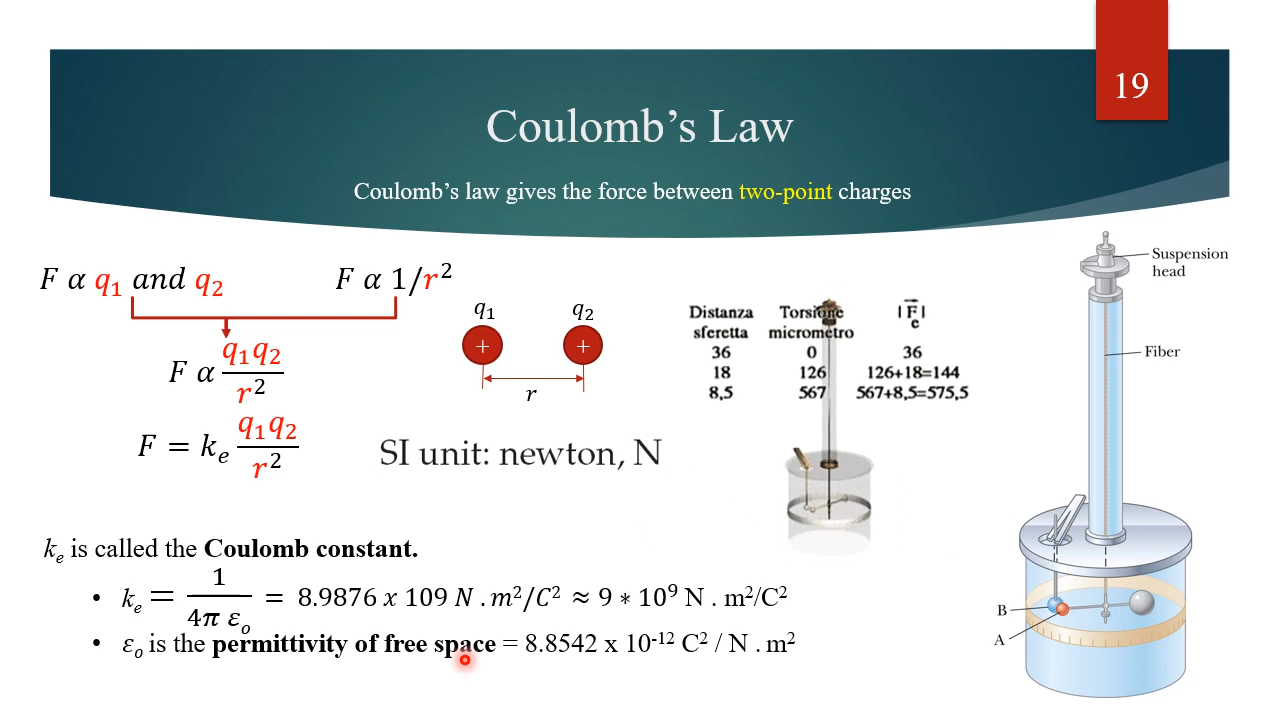 19
Coulomb's Law
Coulomb's law gives the force between two-point charges
F α q₁ and q₂
F α 1/r²
F α q₁q₂/r²
F = kₑ q₁q₂/r²
q₁ q₂
+ +
r
SI unit: newton, N
Distanza sferetta Torsione micrometro |F⃗e|
36 0 36
18 126 126+18=144
8,5 567 567+8,5=575,5
Suspension
head
Fiber
B
A
kₑ is called the Coulomb constant.
• kₑ = 1/4π εₒ = 8.9876 x 109 N . m²/C² ≈ 9 * 10⁹ N . m²/C²
• εₒ is the permittivity of free space = 8.8542 x 10⁻¹² C² / N . m²